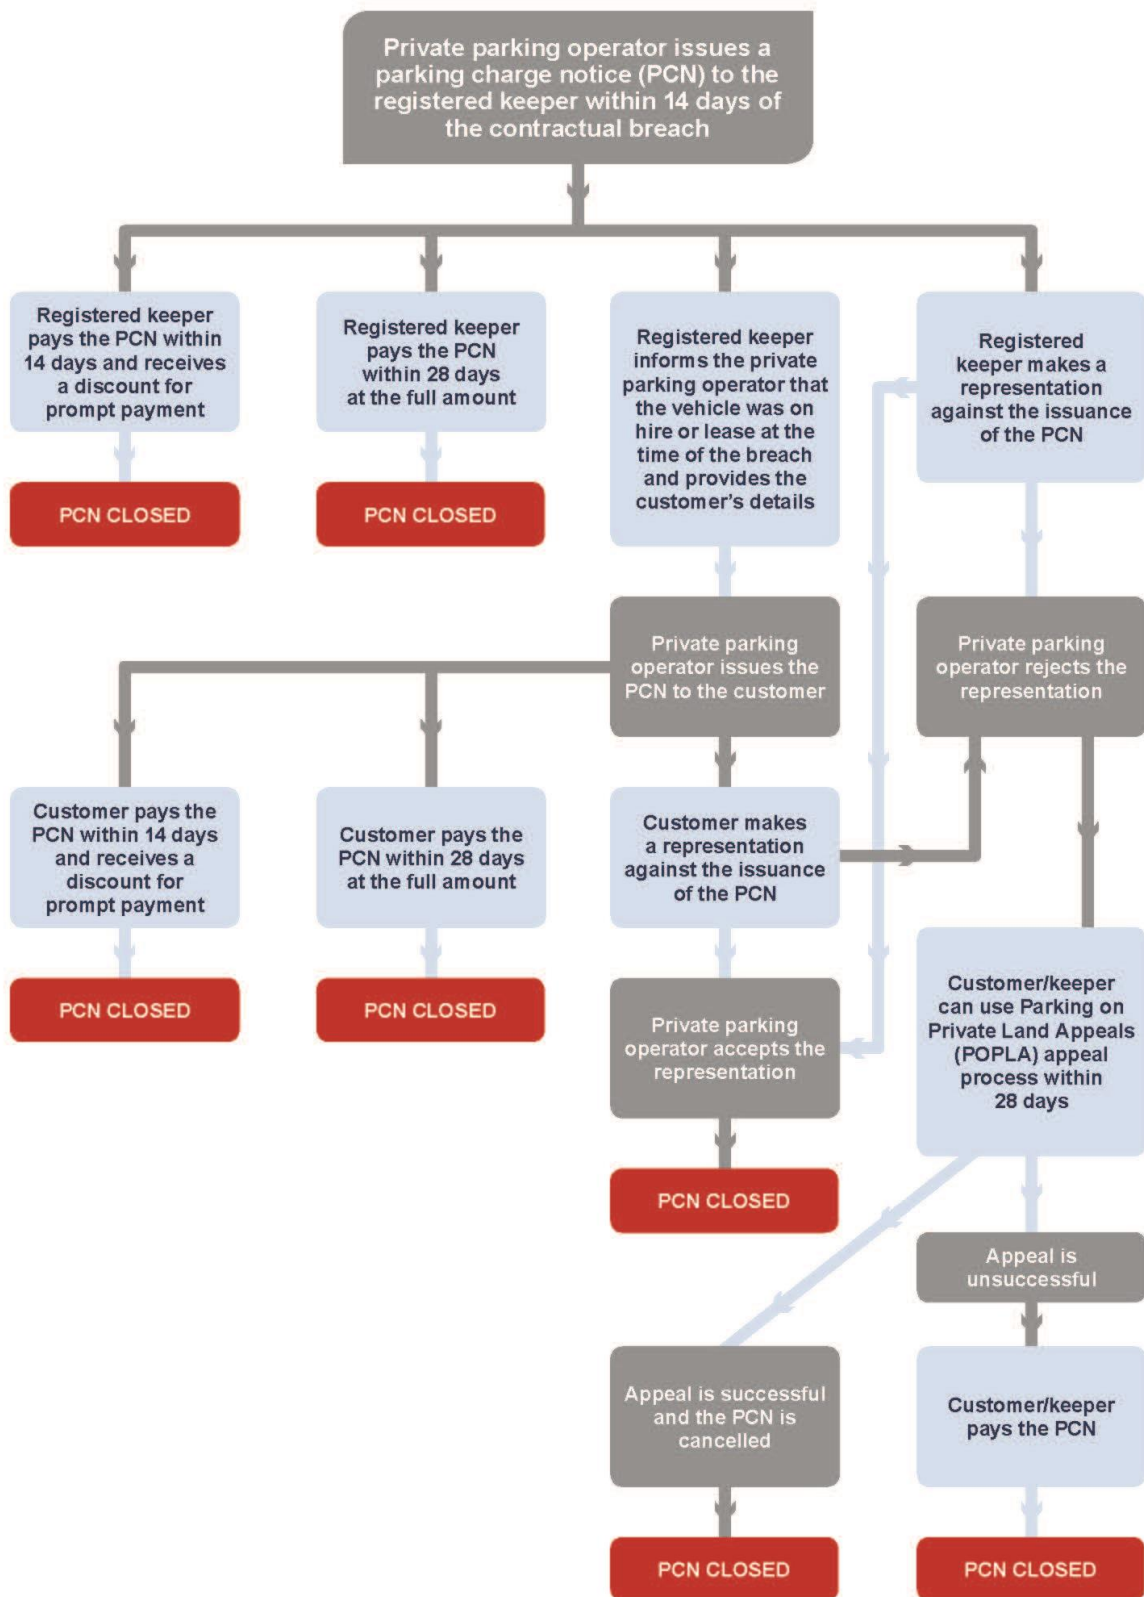 Private parking operator issues a
parking charge notice (PCN) to the
registered keeper within 14 days of
the contractual breach
Registered keeper
pays the PCN within
14 days and receives
a discount for
prompt payment
Registered keeper
pays the PCN
within 28 days
at the full amount
Registered keeper
informs the private
parking operator that
the vehicle was on
hire or lease at the
time of the breach
and provides the
customer's details
Registered
keeper makes a
representation
against the issuance
of the PCN
PCN CLOSED
PCN CLOSED
Private parking
operator issues the
PCN to the customer
Private parking
operator rejects the
representation
Customer pays the
PCN within 14 days
and receives a
discount for
prompt payment
Customer pays the
PCN within 28 days
at the full amount
Customer makes
a representation
against the issuance
of the PCN
PCN CLOSED
PCN CLOSED
Private parking
operator accepts the
representation
Customer/keeper
can use Parking on
Private Land Appeals
(POPLA) appeal
process within
28 days
PCN CLOSED
Appeal is
unsuccessful
Appeal is successful
and the PCN is
cancelled
Customer/keeper
pays the PCN
PCN CLOSED
PCN CLOSED